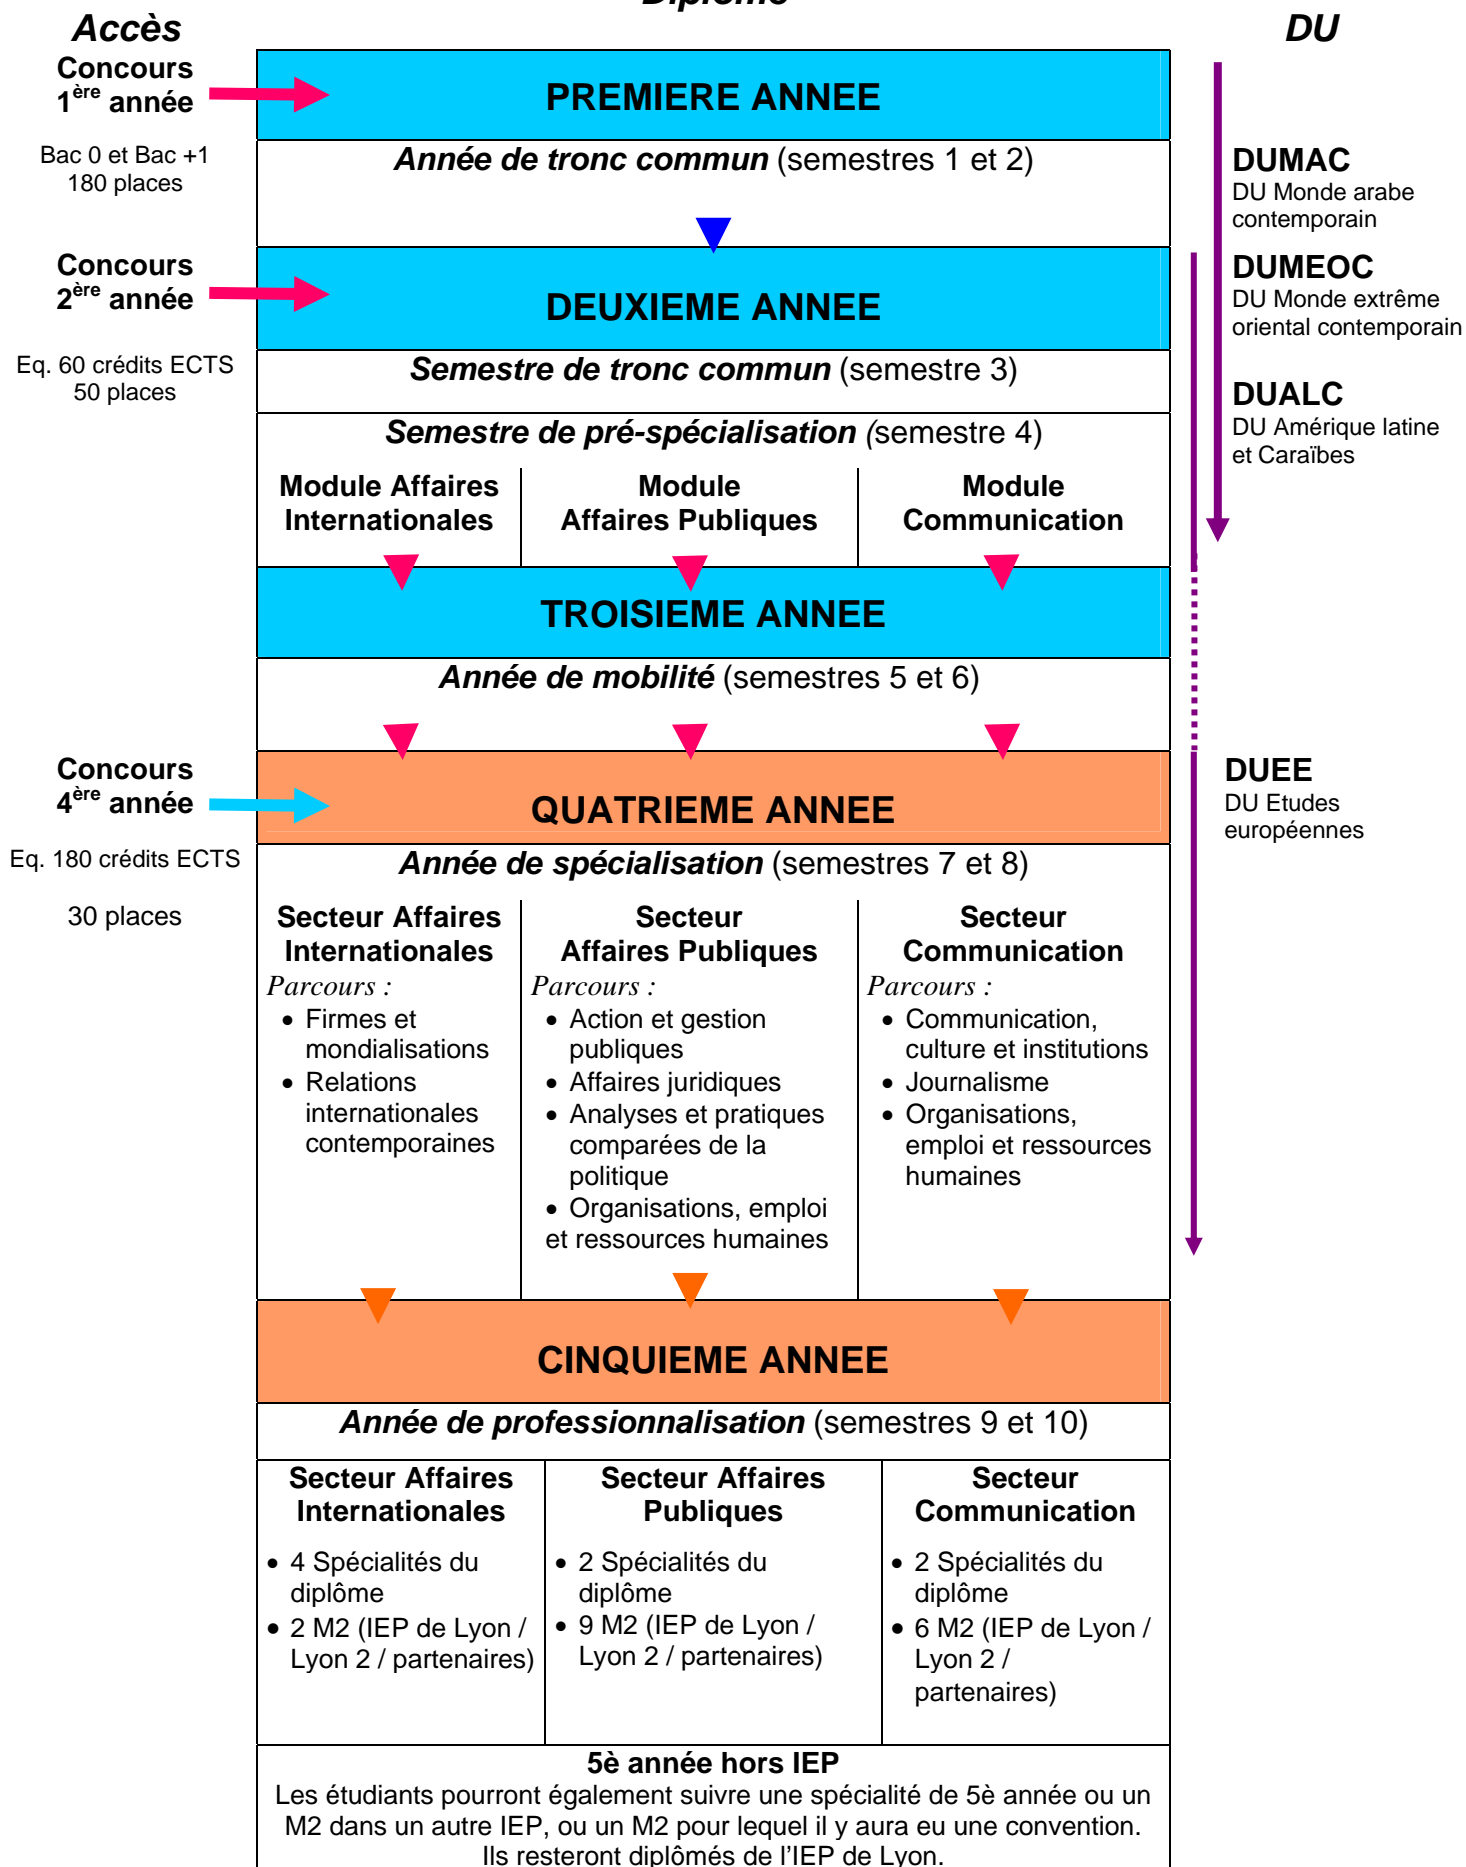 Diplôme
Accès
DU
Concours
1ère année
PREMIERE ANNEE
Bac 0 et Bac +1
180 places
Année de tronc commun (semestres 1 et 2)
DUMAC
DU Monde arabe
contemporain
Concours
2ère année
DEUXIEME ANNEE
DUMEOC
DU Monde extrême
oriental contemporain
Eq. 60 crédits ECTS
50 places
Semestre de tronc commun (semestre 3)
DUALC
DU Amérique latine
et Caraïbes
Semestre de pré-spécialisation (semestre 4)
Module Affaires
Internationales
Module
Affaires Publiques
Module
Communication
TROISIEME ANNEE
Année de mobilité (semestres 5 et 6)
Concours
4ère année
QUATRIEME ANNEE
DUEE
DU Etudes
européennes
Eq. 180 crédits ECTS
30 places
Année de spécialisation (semestres 7 et 8)
Secteur Affaires
Internationales
Parcours :
• Firmes et
mondialisations
• Relations
internationales
contemporaines
Secteur
Affaires Publiques
Parcours :
• Action et gestion
publiques
• Affaires juridiques
• Analyses et pratiques
comparées de la
politique
• Organisations, emploi
et ressources humaines
Secteur
Communication
Parcours :
• Communication,
culture et institutions
• Journalisme
• Organisations,
emploi et ressources
humaines
CINQUIEME ANNEE
Année de professionnalisation (semestres 9 et 10)
Secteur Affaires
Internationales
• 4 Spécialités du
diplôme
• 2 M2 (IEP de Lyon /
Lyon 2 / partenaires)
Secteur Affaires
Publiques
• 2 Spécialités du
diplôme
• 9 M2 (IEP de Lyon /
Lyon 2 / partenaires)
Secteur
Communication
• 2 Spécialités du
diplôme
• 6 M2 (IEP de Lyon /
Lyon 2 /
partenaires)
5è année hors IEP
Les étudiants pourront également suivre une spécialité de 5è année ou un
M2 dans un autre IEP, ou un M2 pour lequel il y aura eu une convention.
Ils resteront diplômés de l'IEP de Lyon.